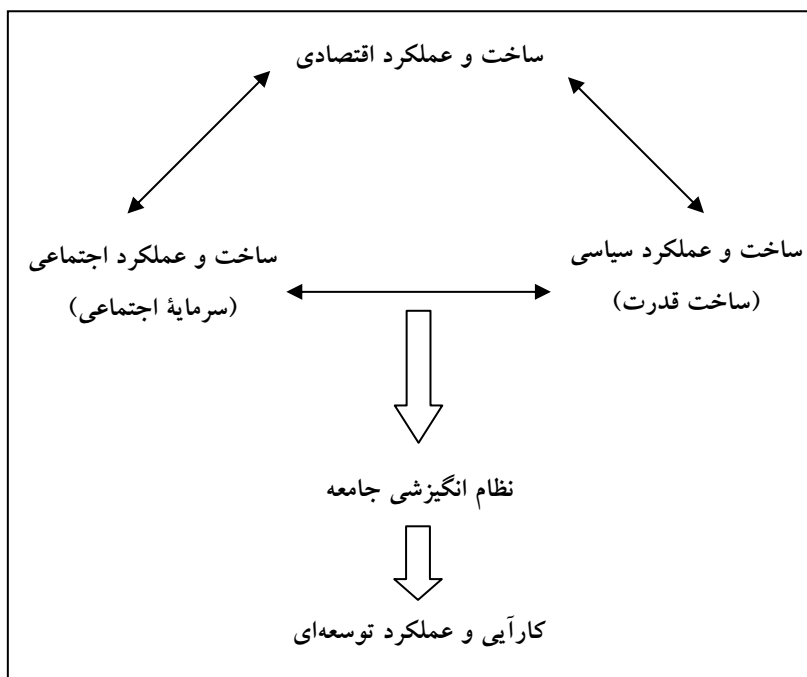 ساخت و عملکرد اقتصادی
ساخت و عملکرد سیاسی
(ساخت قدرت)
ساخت و عملکرد اجتماعی
(سرمایۀ اجتماعی)
نظام انگیزشی جامعه
کارآیی و عملکرد توسعه‌ای